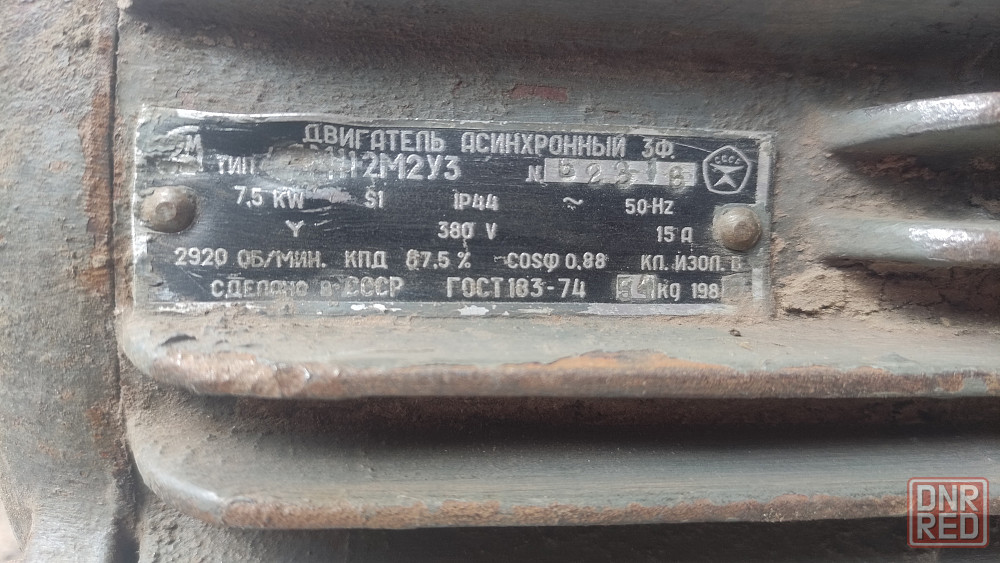 ДВИГАТЕЛЬ АСИНХРОННЫЙ 3Ф.
ТИП 112М2У3 №
СССР
7,5 KW S1 IP44 ~ 50 Hz
Y 380 V 15 А
2920 ОБ/МИН. КПД 87.5 % COSφ 0,88 КЛ. ИЗОЛ. В
СДЕЛАНО В СССР ГОСТ 183-74 kg 198
DNR
RED